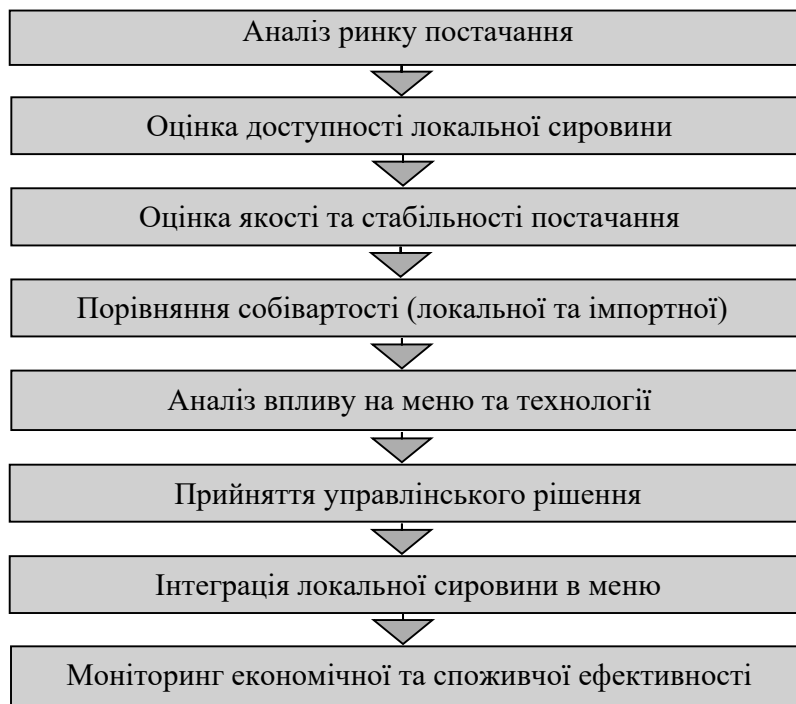 Аналіз ринку постачання
Оцінка доступності локальної сировини
Оцінка якості та стабільності постачання
Порівняння собівартості (локальної та імпортної)
Аналіз впливу на меню та технології
Прийняття управлінського рішення
Інтеграція локальної сировини в меню
Моніторинг економічної та споживчої ефективності